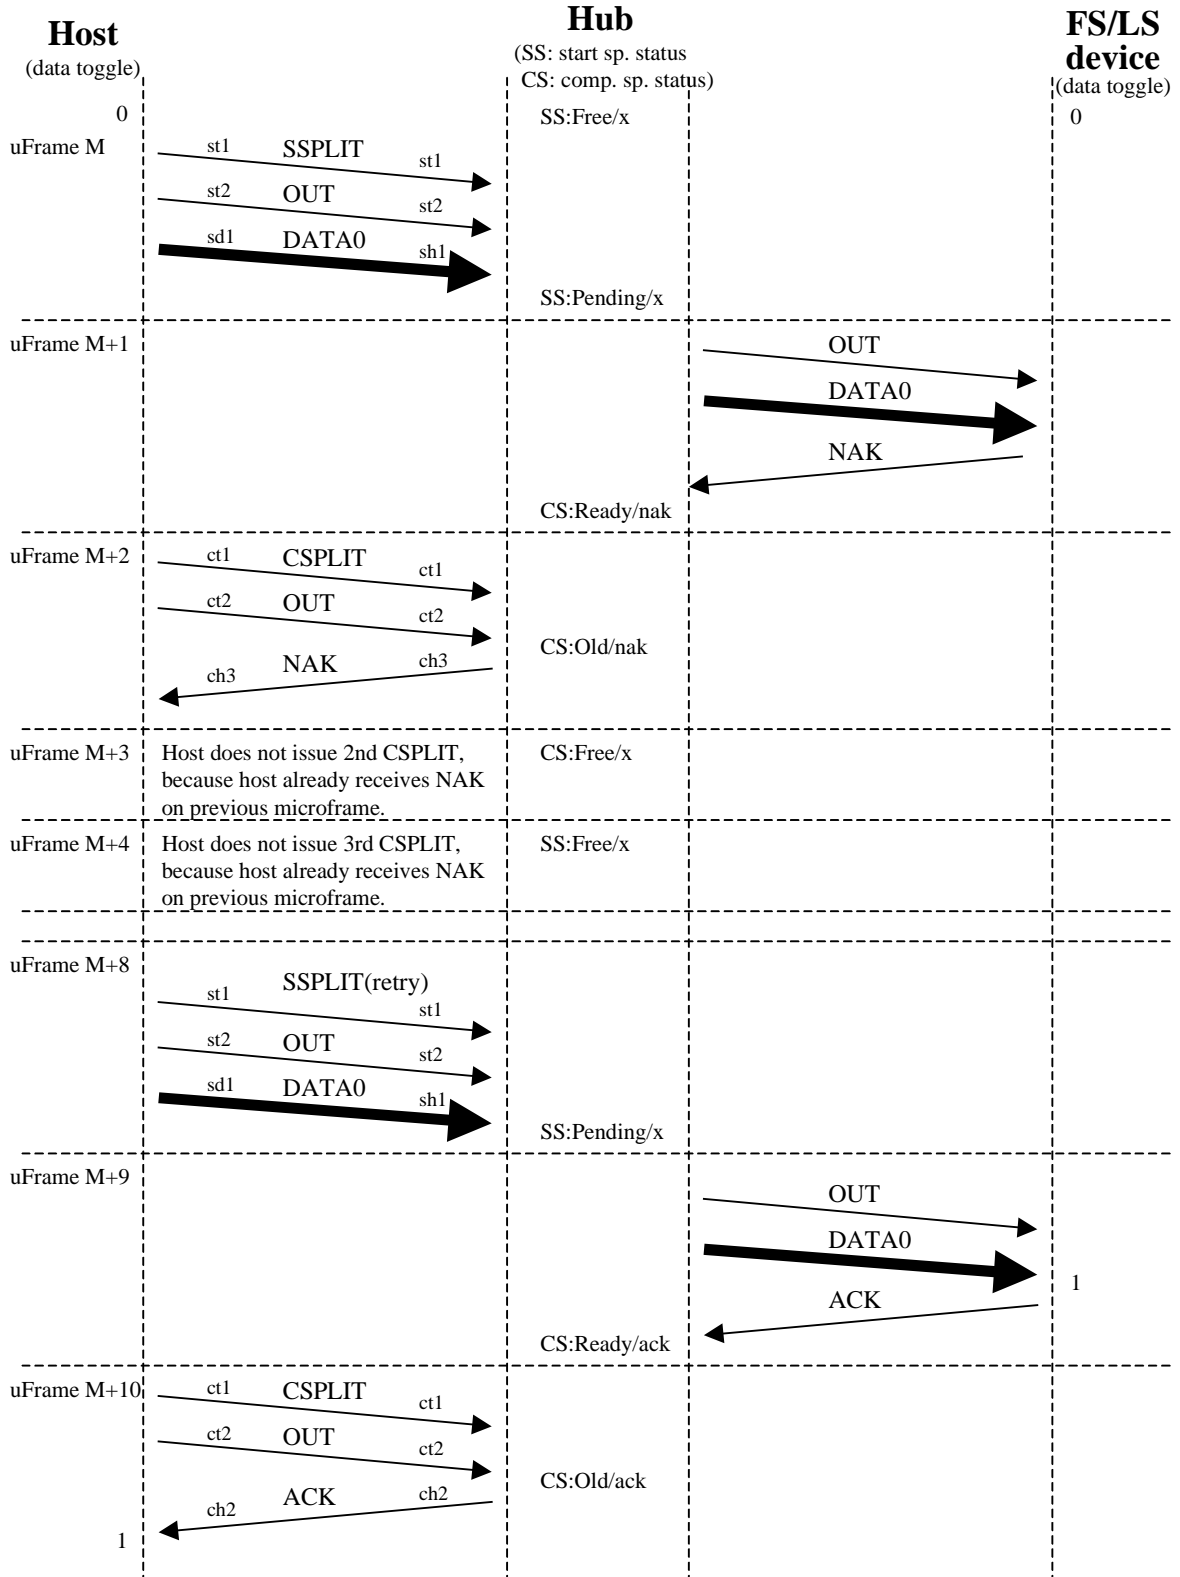 Host
(data toggle)
Hub
(SS: start sp. status
CS: comp. sp. status)
FS/LS
device
(data toggle)
0
SS:Free/x
0
uFrame M
st1 SSPLIT st1
st2 OUT st2
sd1 DATA0 sh1
SS:Pending/x
uFrame M+1
OUT
DATA0
NAK
CS:Ready/nak
uFrame M+2
ct1 CSPLIT ct1
ct2 OUT ct2
CS:Old/nak
ch3 NAK ch3
uFrame M+3
Host does not issue 2nd CSPLIT,
because host already receives NAK
on previous microframe.
CS:Free/x
uFrame M+4
Host does not issue 3rd CSPLIT,
because host already receives NAK
on previous microframe.
SS:Free/x
uFrame M+8
st1 SSPLIT(retry) st1
st2 OUT st2
sd1 DATA0 sh1
SS:Pending/x
uFrame M+9
OUT
DATA0
1
ACK
CS:Ready/ack
uFrame M+10
ct1 CSPLIT ct1
ct2 OUT ct2
CS:Old/ack
ch2 ACK ch2
1